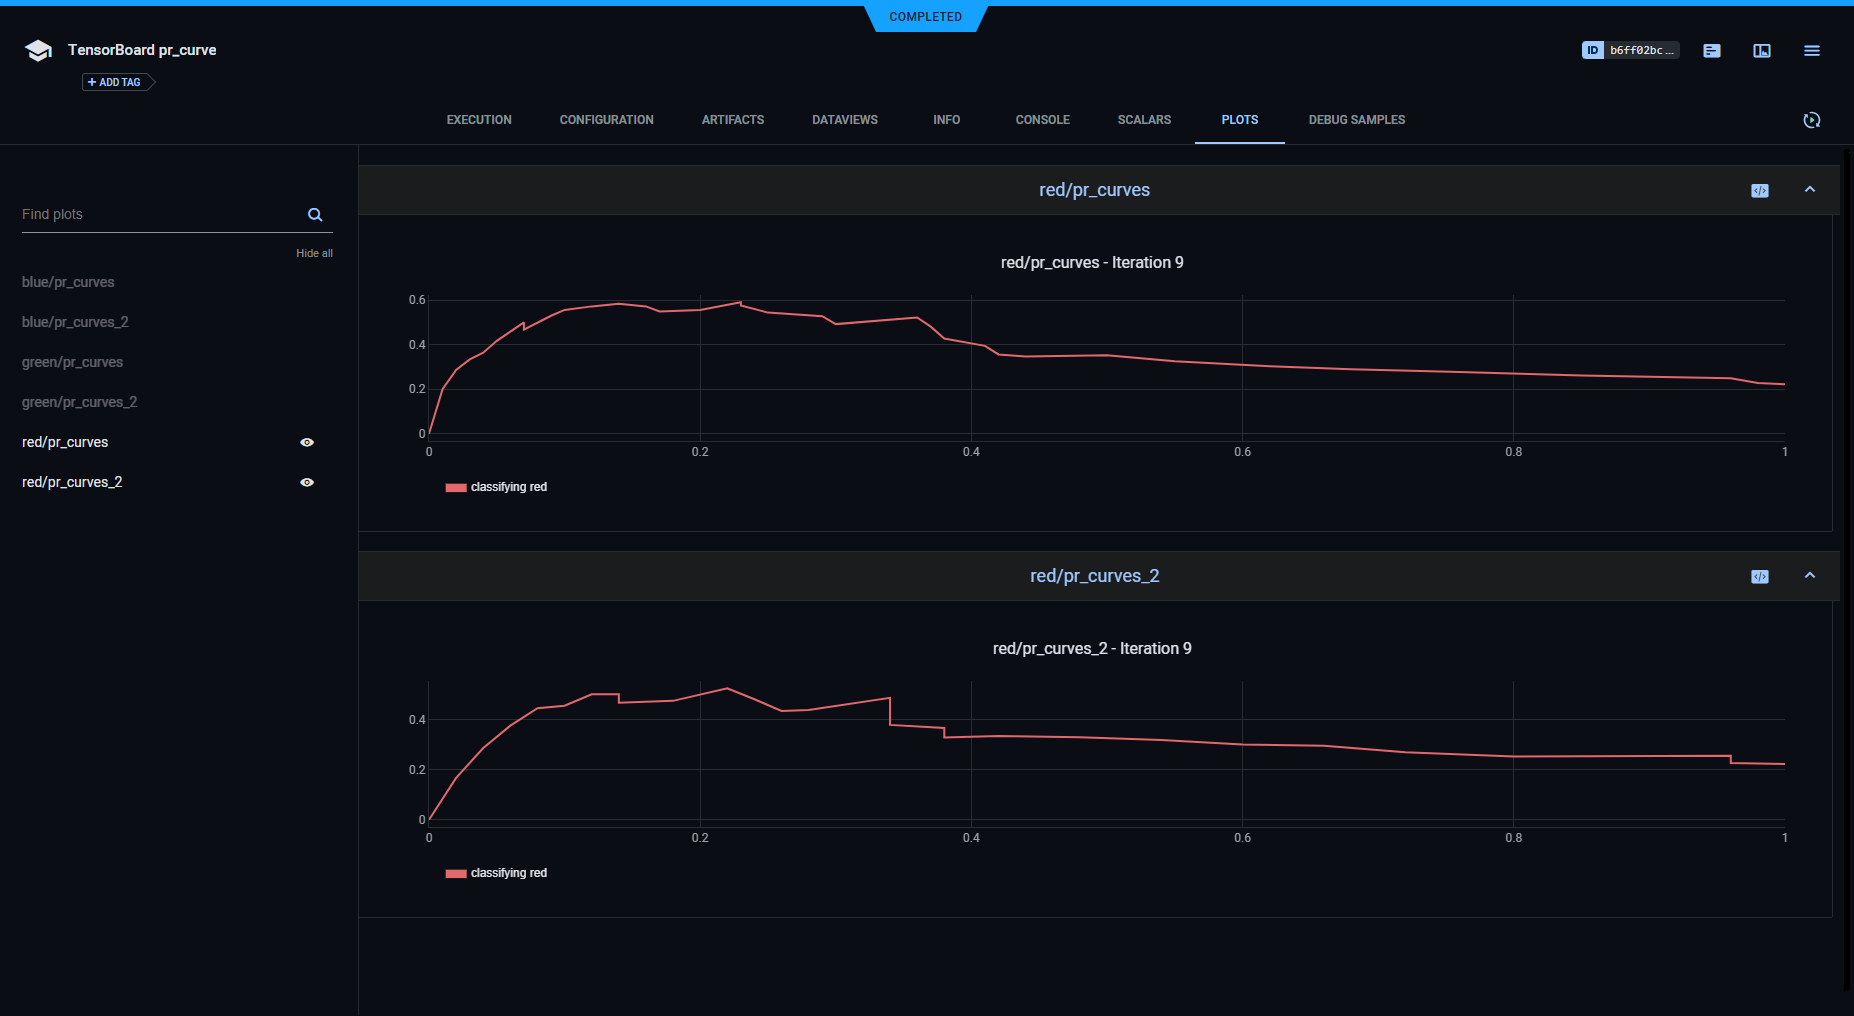 COMPLETED
TensorBoard pr_curve
ID b6ff02bc ...
+ ADD TAG
EXECUTION CONFIGURATION ARTIFACTS DATAVIEWS INFO CONSOLE SCALARS PLOTS DEBUG SAMPLES
Find plots
Hide all
blue/pr_curves
blue/pr_curves_2
green/pr_curves
green/pr_curves_2
red/pr_curves
red/pr_curves_2
red/pr_curves
red/pr_curves - Iteration 9
0.6
0.4
0.2
0
0 0.2 0.4 0.6 0.8 1
classifying red
red/pr_curves_2
red/pr_curves_2 - Iteration 9
0.4
0.2
0
0 0.2 0.4 0.6 0.8 1
classifying red